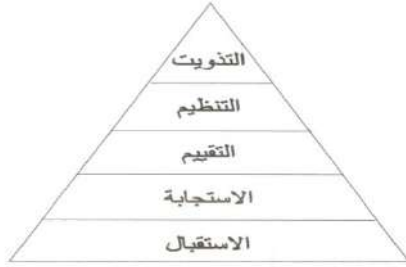 التذويت
التنظيم
التقييم
الاستجابة
الاستقبال